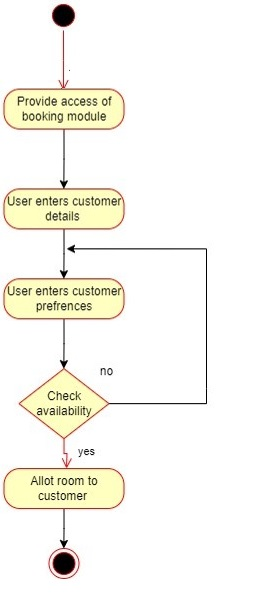 Provide access of
booking module
User enters customer
details
User enters customer
prefrences
no
Check
availability
yes
Allot room to
customer